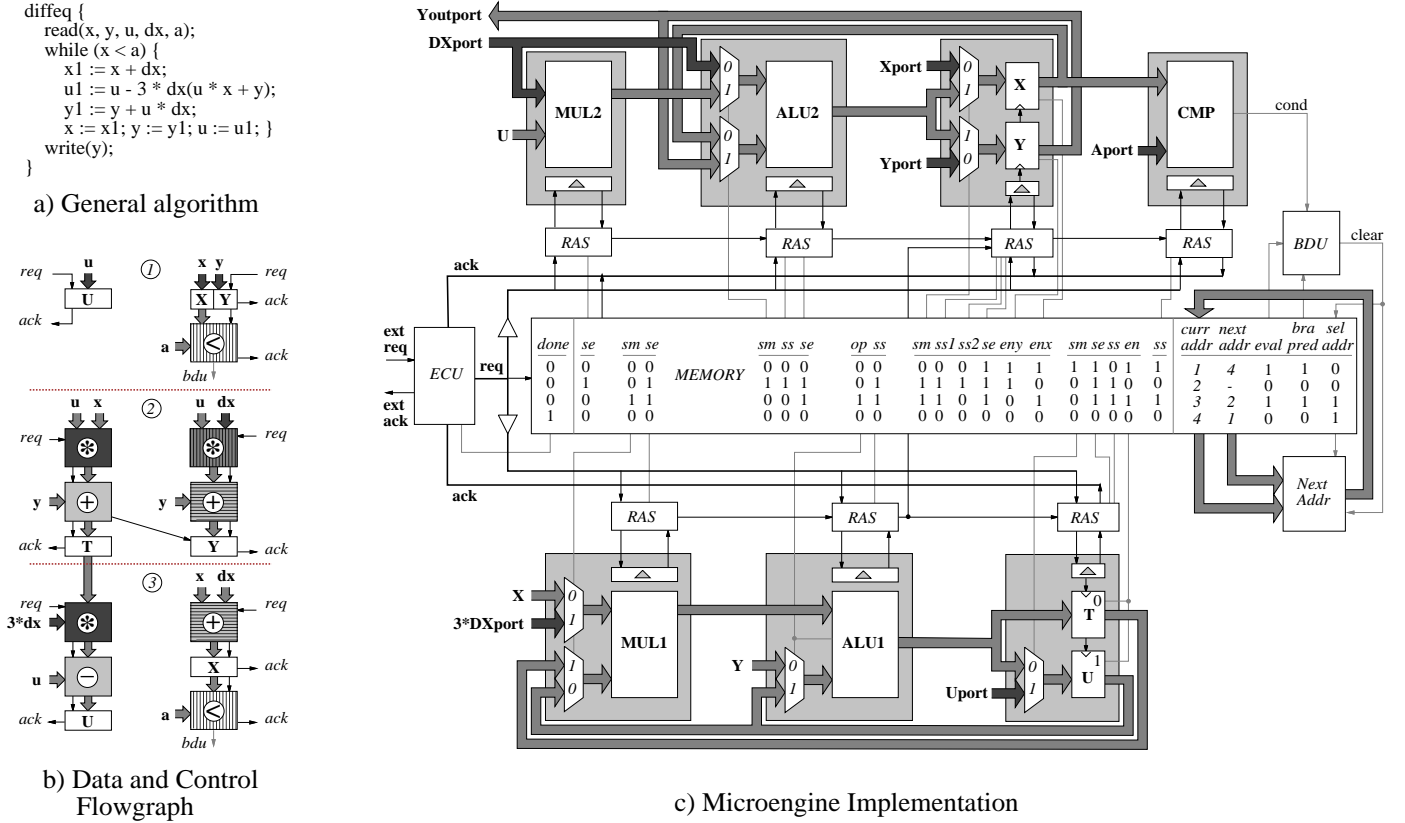 diffeq {
read(x, y, u, dx, a);
while (x < a) {
x1 := x + dx;
u1 := u - 3 * dx(u * x + y);
y1 := y + u * dx;
x := x1; y := y1; u := u1; }
write(y);
}
a) General algorithm
req
u
1
x y
req
U
X Y
ack
ack
a
<
bdu
u x
2
u dx
req
*
*
req
y
+
y
+
ack
T
Y
ack
3
x dx
req
req
3*dx
*
+
u
−
X
ack
ack
U
a
<
bdu
b) Data and Control
Flowgraph
Youtport
DXport
U
MUL2
0
1
0
1
ALU2
Xport
0
1
1
0
Yport
X
Y
CMP
Aport
cond
RAS
RAS
RAS
RAS
BDU
clear
ack
ext
req
ECU
req
ext
ack
ack
MEMORY
curr next bra sel
done se sm se sm ss se op ss sm ss1 ss2 se eny enx sm se ss en ss addr addr eval pred addr
0 0 0 0 0 0 0 0 0 0 0 0 1 1 1 1 1 0 1 1 1 4 1 1 0
0 1 0 1 1 1 1 0 1 0 0 0 1 1 0 0 1 1 0 0 2 - 0 0 0
0 0 1 1 0 1 1 1 1 1 1 0 1 0 1 0 1 0 1 1 3 2 1 1 1
1 0 0 0 0 0 0 0 0 0 0 0 0 0 0 0 0 0 0 0 4 1 0 0 1
Next
Addr
RAS
RAS
RAS
X
3*DXport
0
1
1
0
MUL1
Y
0
1
ALU1
Uport
0
1
T
0
U
1
c) Microengine Implementation